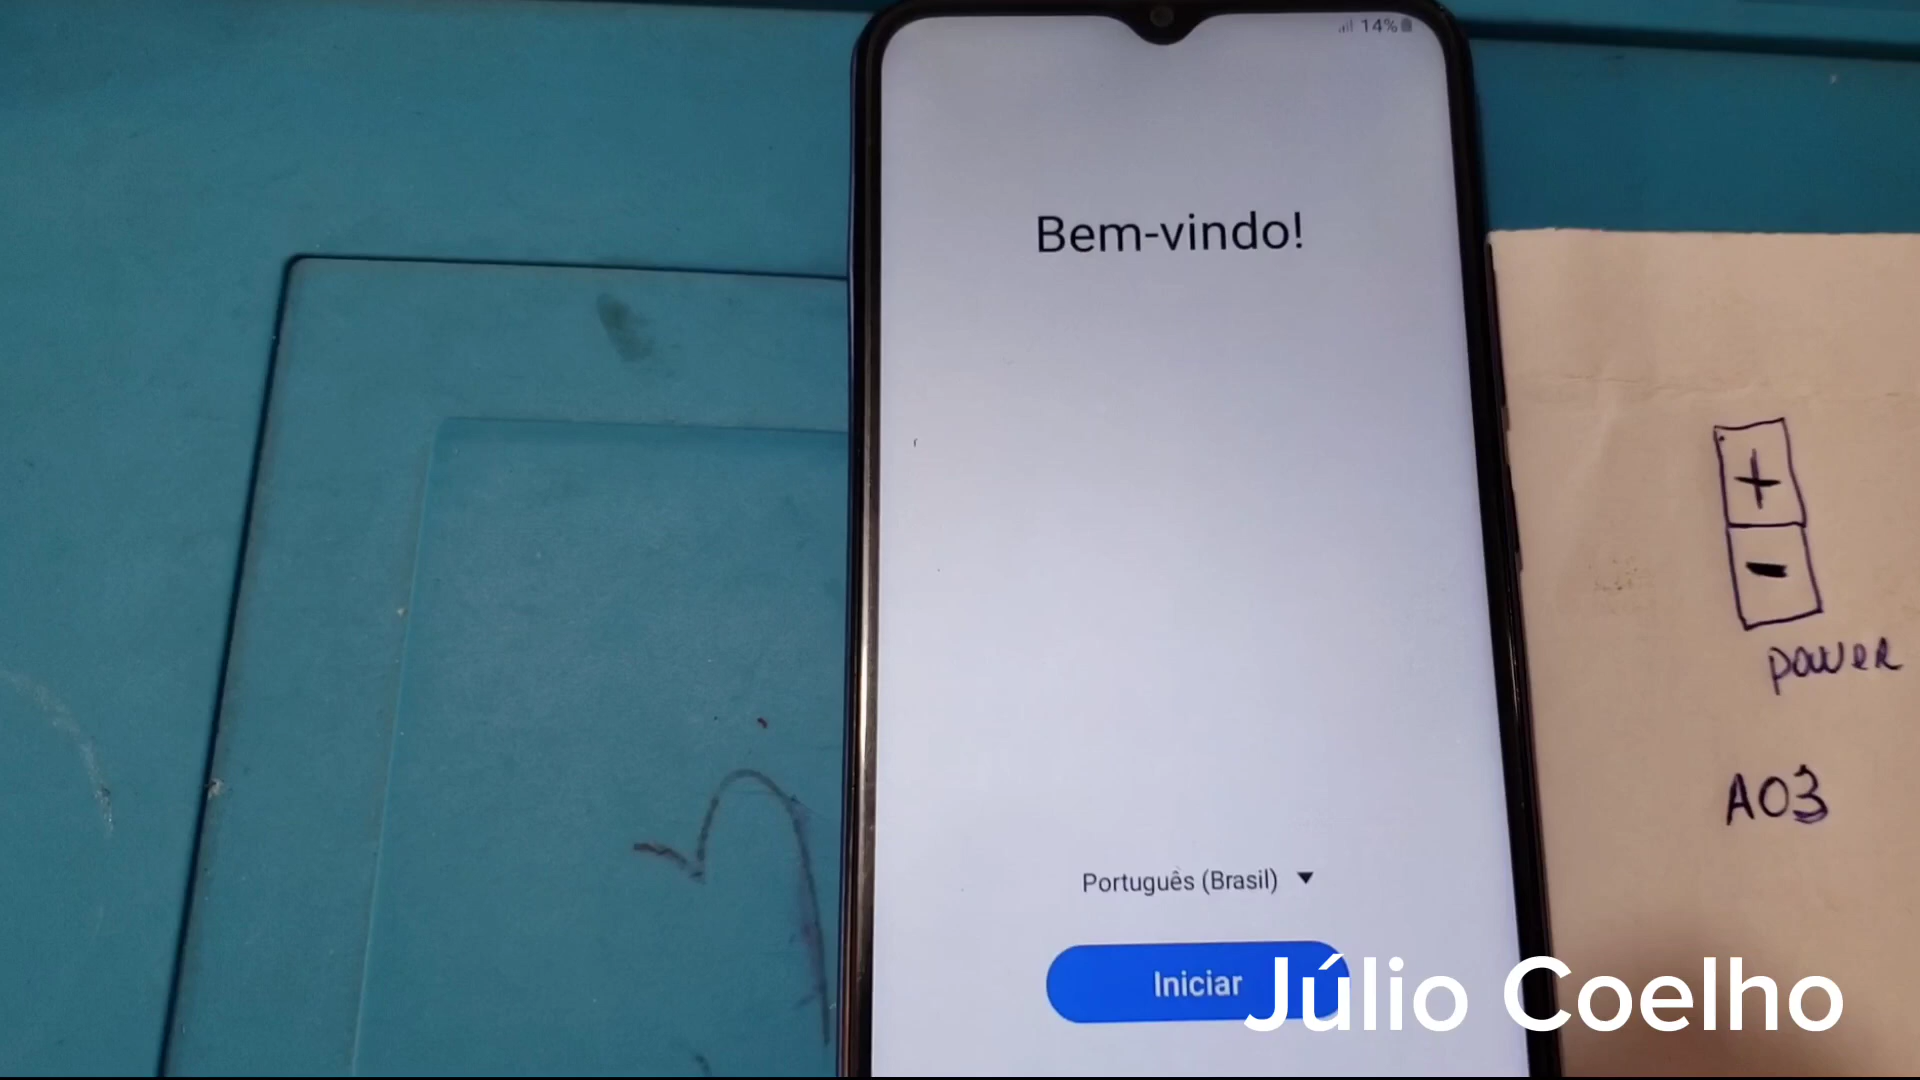 14%
Bem-vindo!
+
-
power
A03
Português (Brasil)
Iniciar
Júlio Coelho